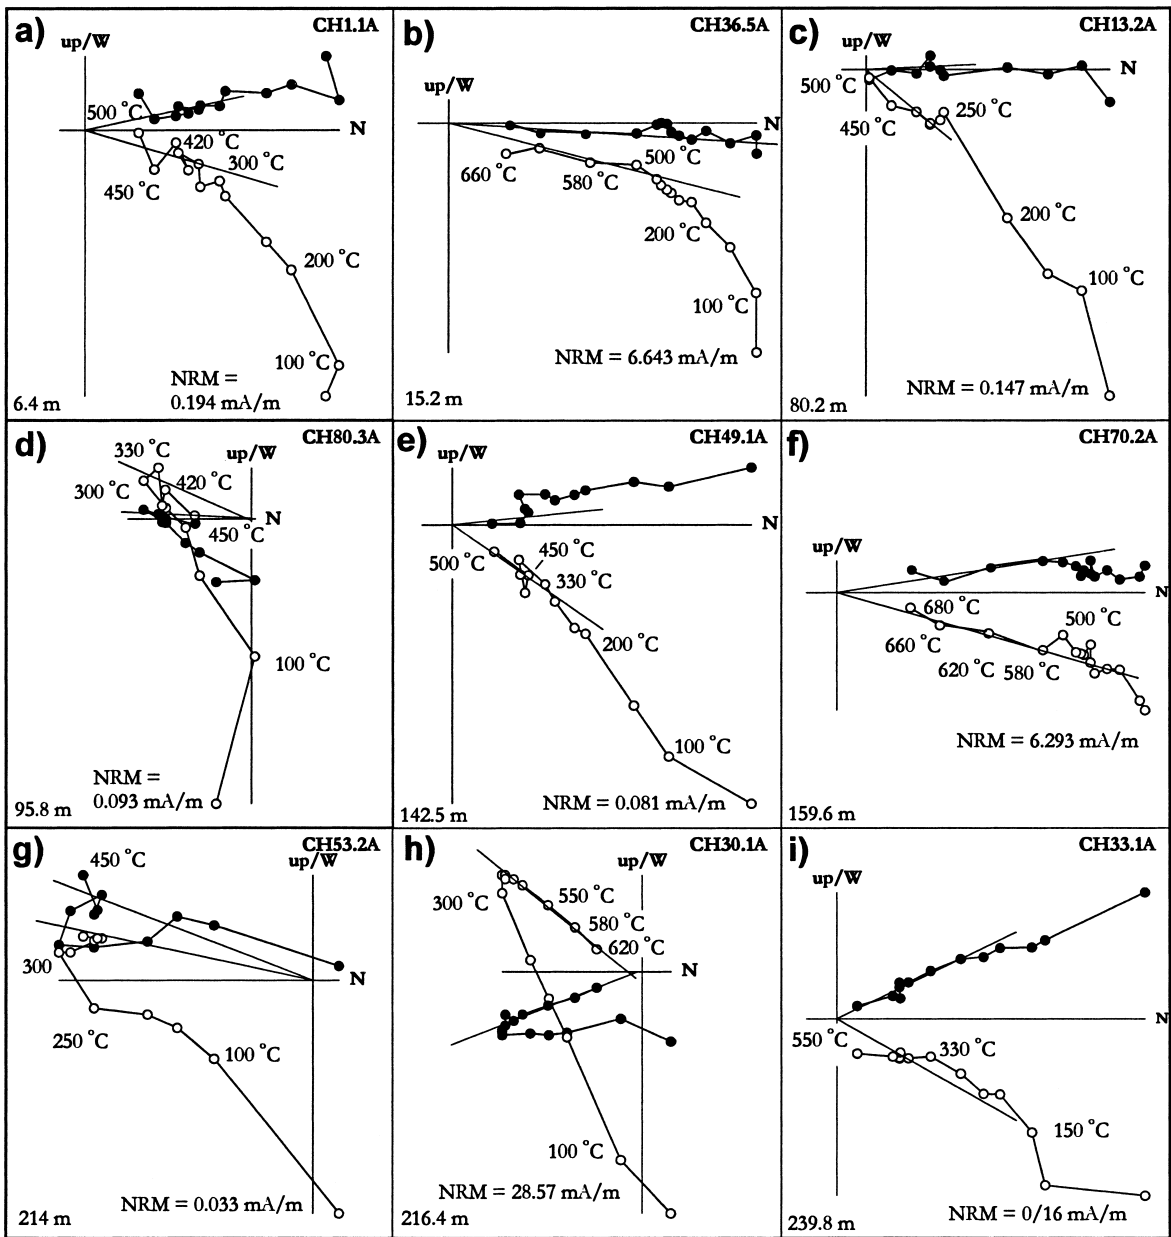 a)
CH1.1A
up/W
500 °C
N
420 °C
300 °C
450 °C
200 °C
100 °C
NRM =
0.194 mA/m
6.4 m
b)
CH36.5A
up/W
N
500 °C
660 °C
580 °C
200 °C
100 °C
NRM = 6.643 mA/m
15.2 m
c)
CH13.2A
up/W
N
500 °C
250 °C
450 °C
200 °C
100 °C
NRM = 0.147 mA/m
80.2 m
d)
CH80.3A
330 °C
up/W
300 °C
420 °C
N
450 °C
100 °C
NRM =
0.093 mA/m
95.8 m
e)
CH49.1A
up/W
N
450 °C
500 °C
330 °C
200 °C
100 °C
NRM = 0.081 mA/m
142.5 m
f)
CH70.2A
up/W
N
680 °C
500 °C
660 °C
620 °C
580 °C
NRM = 6.293 mA/m
159.6 m
g)
CH53.2A
450 °C
up/W
300
N
250 °C
100 °C
NRM = 0.033 mA/m
214 m
h)
CH30.1A
up/W
300 °C
550 °C
580 °C
620 °C
N
100 °C
NRM = 28.57 mA/m
216.4 m
i)
CH33.1A
up/W
N
550 °C
330 °C
150 °C
NRM = 0/16 mA/m
239.8 m